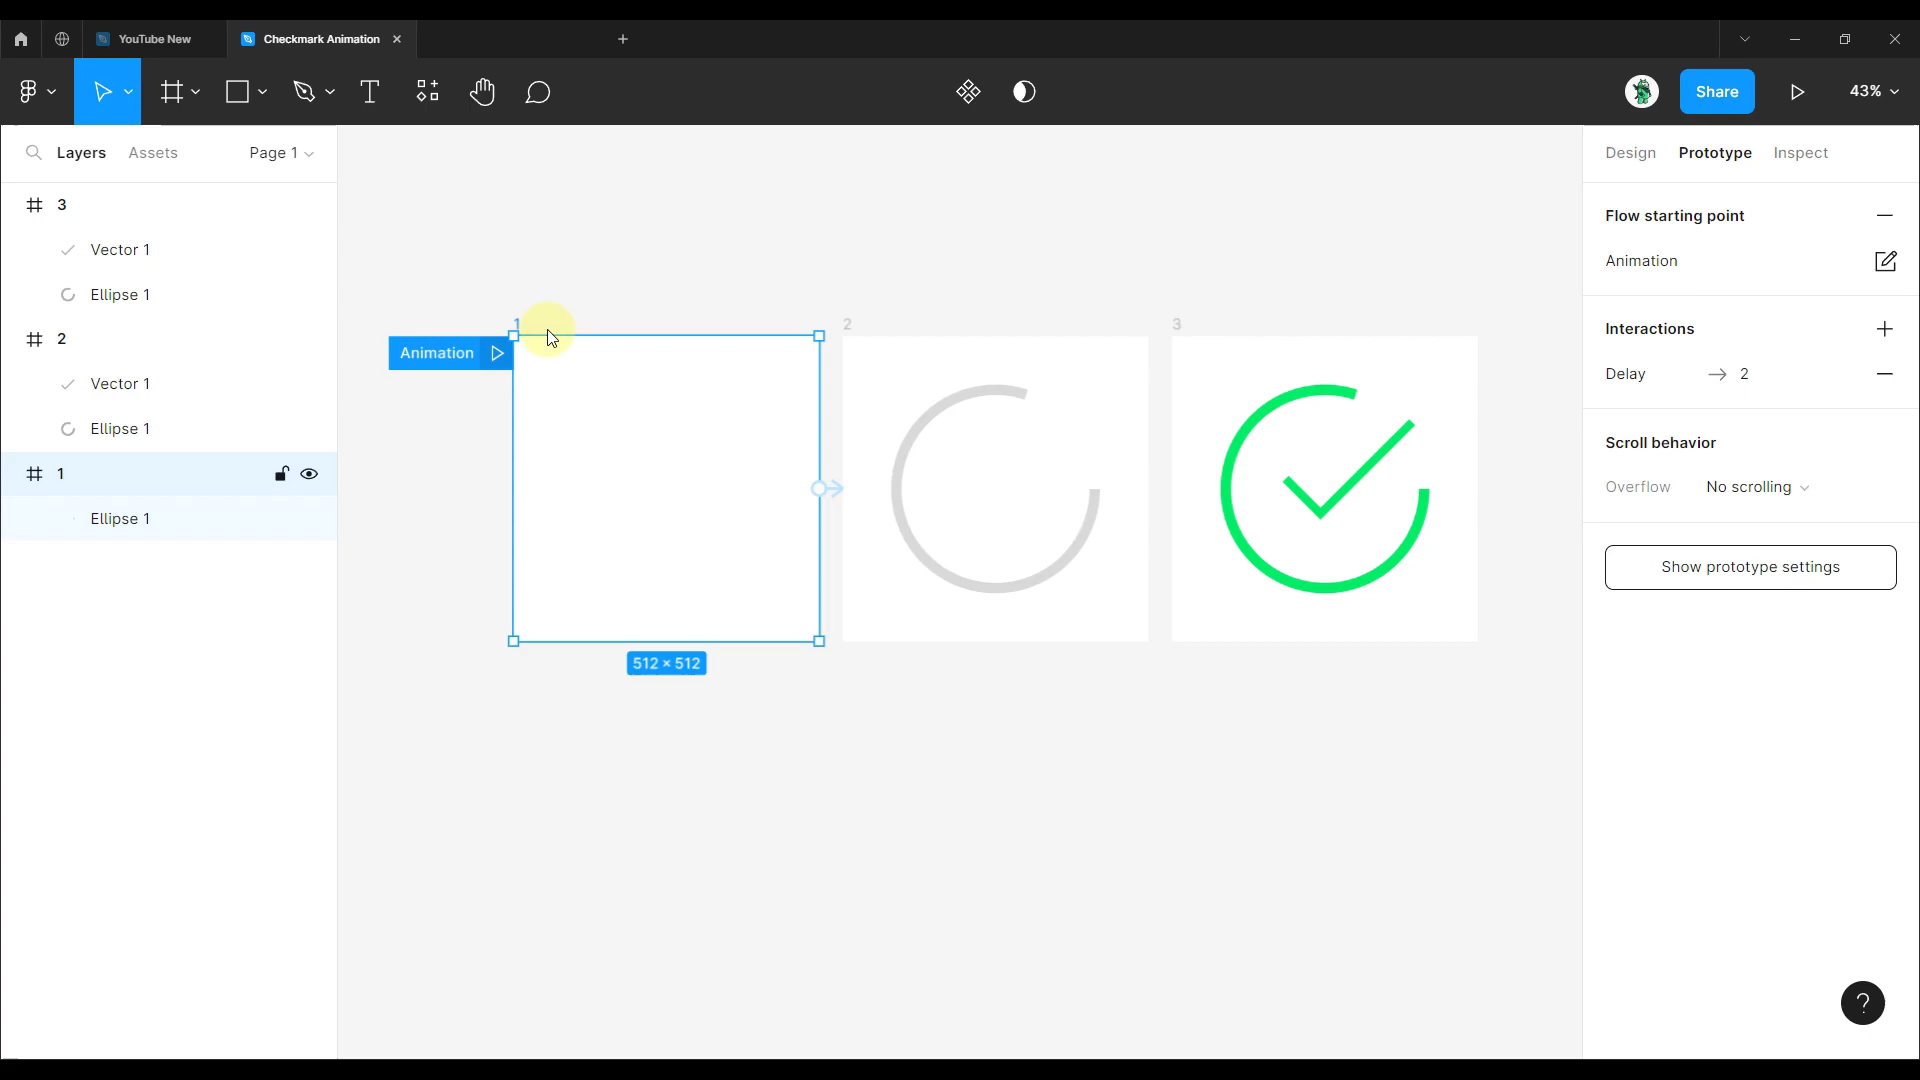 YouTube New
Checkmark Animation
Share
43%
Layers
Assets
Page 1
3
Vector 1
Ellipse 1
2
Vector 1
Ellipse 1
1
Ellipse 1
1
2
3
Animation
512 × 512
Design
Prototype
Inspect
Flow starting point
Animation
Interactions
Delay
2
Scroll behavior
Overflow
No scrolling
Show prototype settings
?